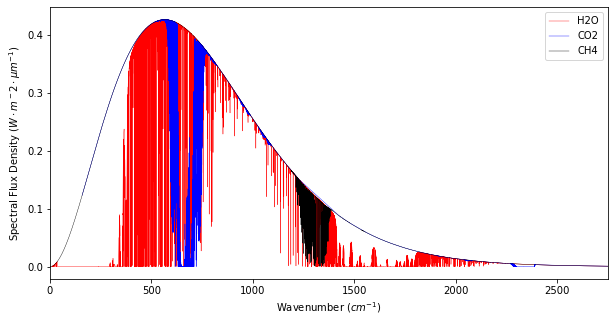 H2O
CO2
CH4
0.4
0.3
0.2
0.1
0.0
Spectral Flux Density (W · m⁻2 · μm⁻¹)
0
500
1000
1500
2000
2500
Wavenumber (cm⁻¹)